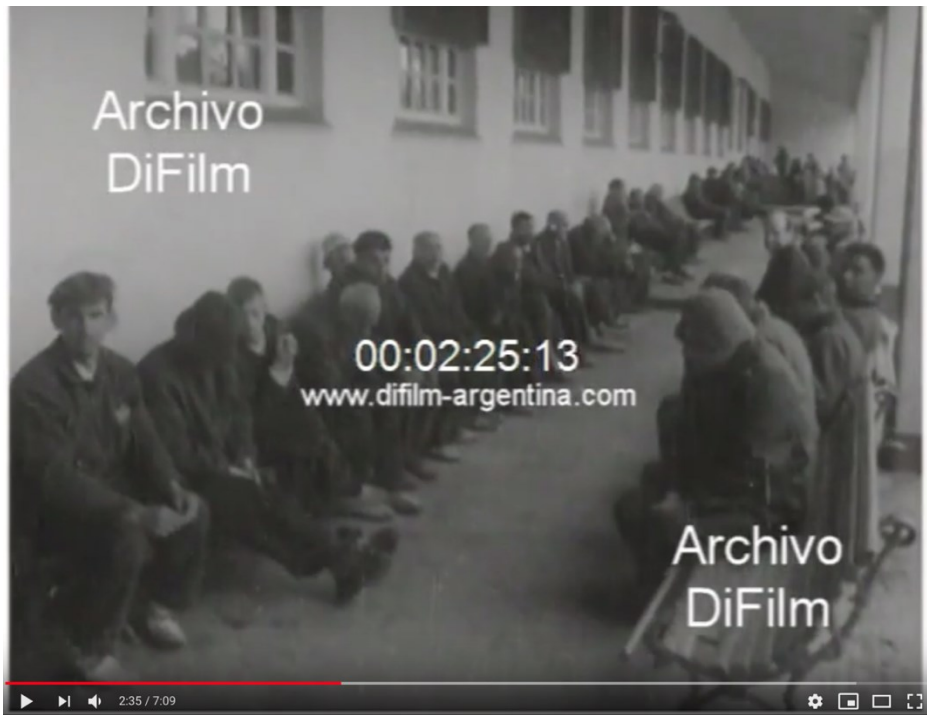 Archivo
DiFilm
00:02:25:13
www.difilm-argentina.com
Archivo
DiFilm
2:35 / 7:09